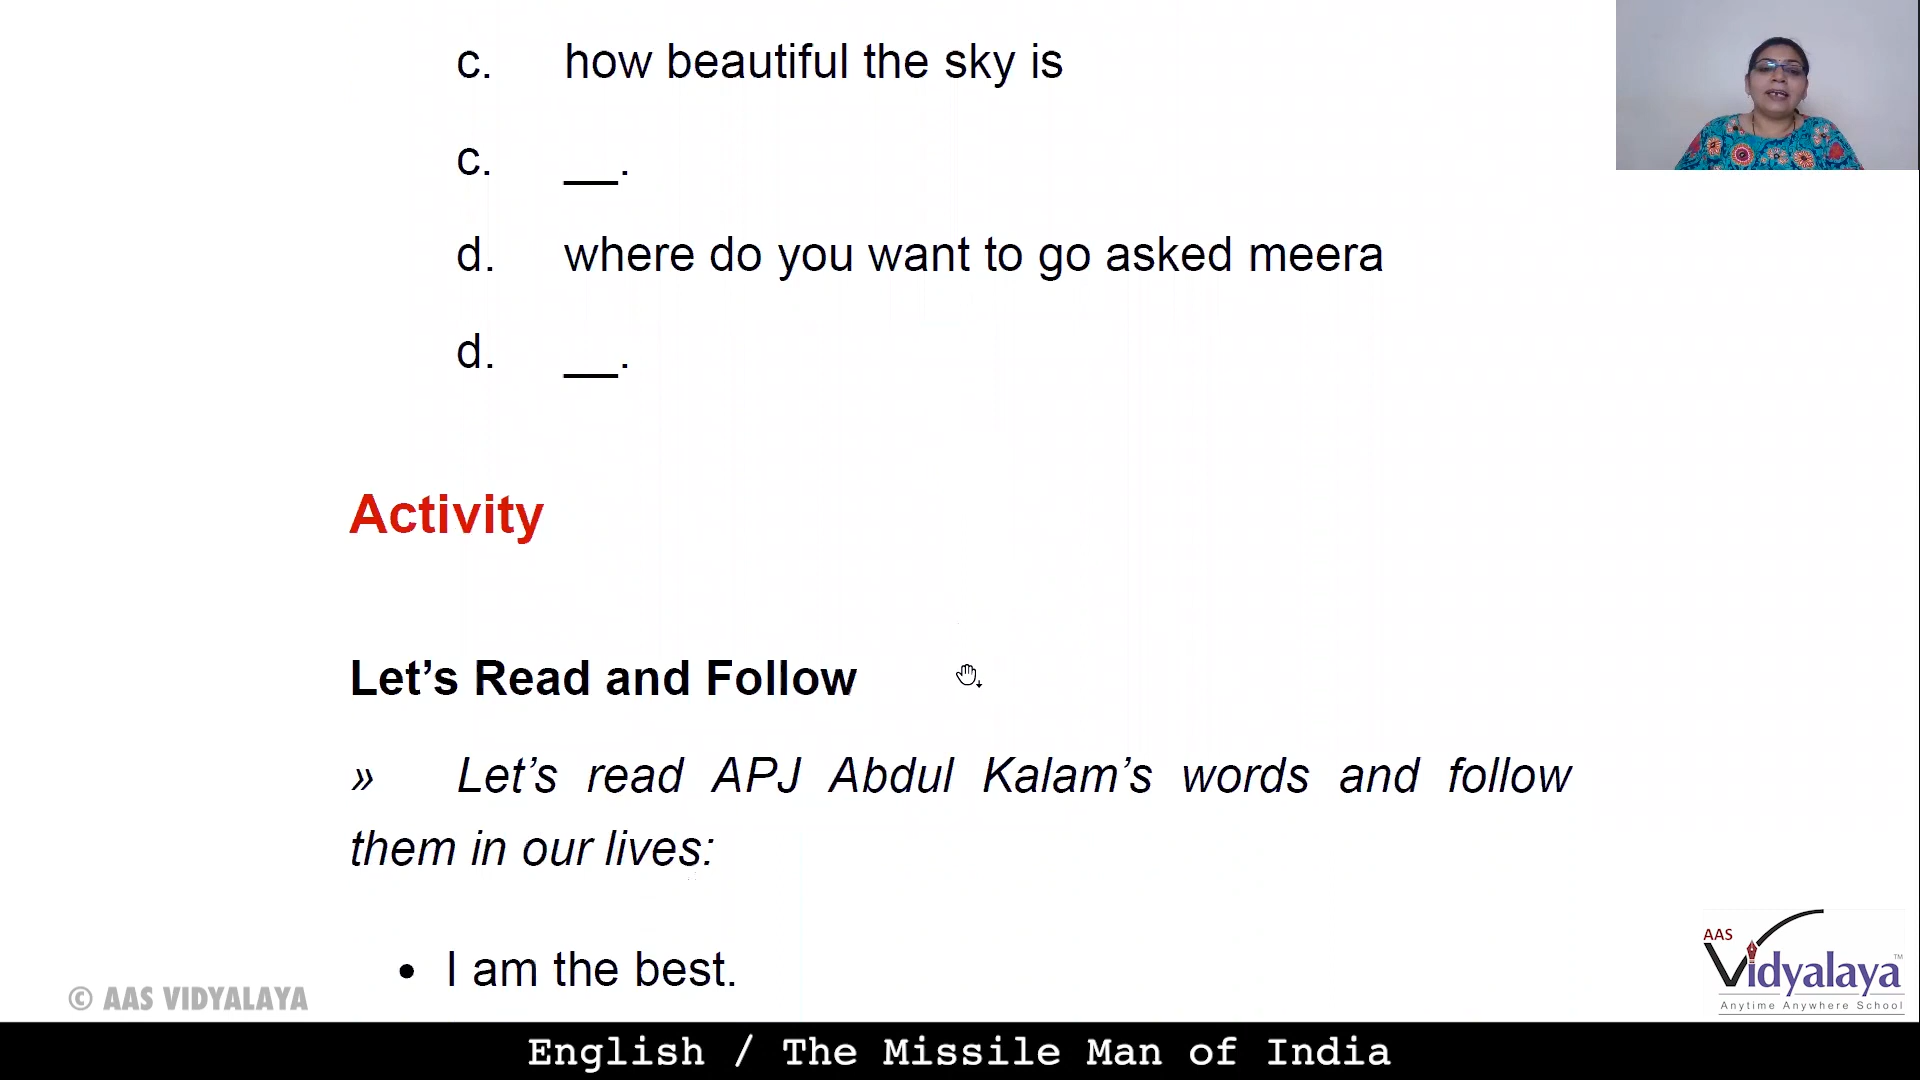 c. how beautiful the sky is
c. __.
d. where do you want to go asked meera
d. __.
Activity
Let’s Read and Follow
» Let’s read APJ Abdul Kalam’s words and follow
them in our lives:
• I am the best.
© AAS VIDYALAYA
AAS
Vidyalaya™
Anytime Anywhere School
English / The Missile Man of India